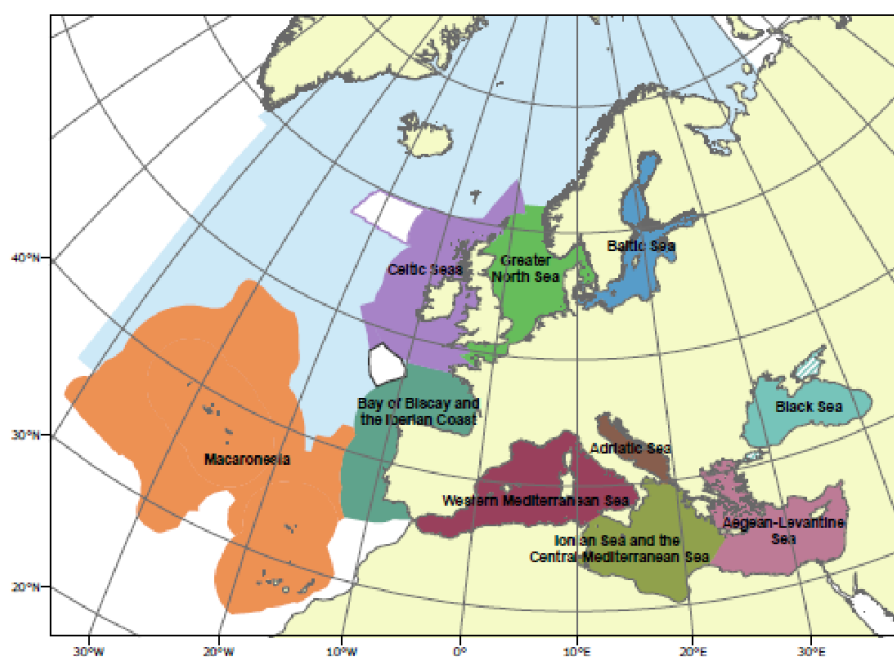 Celtic Seas
Greater
North Sea
Baltic Sea
40°N
Bay of Biscay and
the Iberian Coast
Black Sea
30°N
Macaronesia
Adriatic Sea
Western Mediterranean Sea
Aegean-Levantine
Sea
Ionian Sea and the
Central Mediterranean Sea
20°N
30°W
20°W
10°W
0°
10°E
20°E
30°E